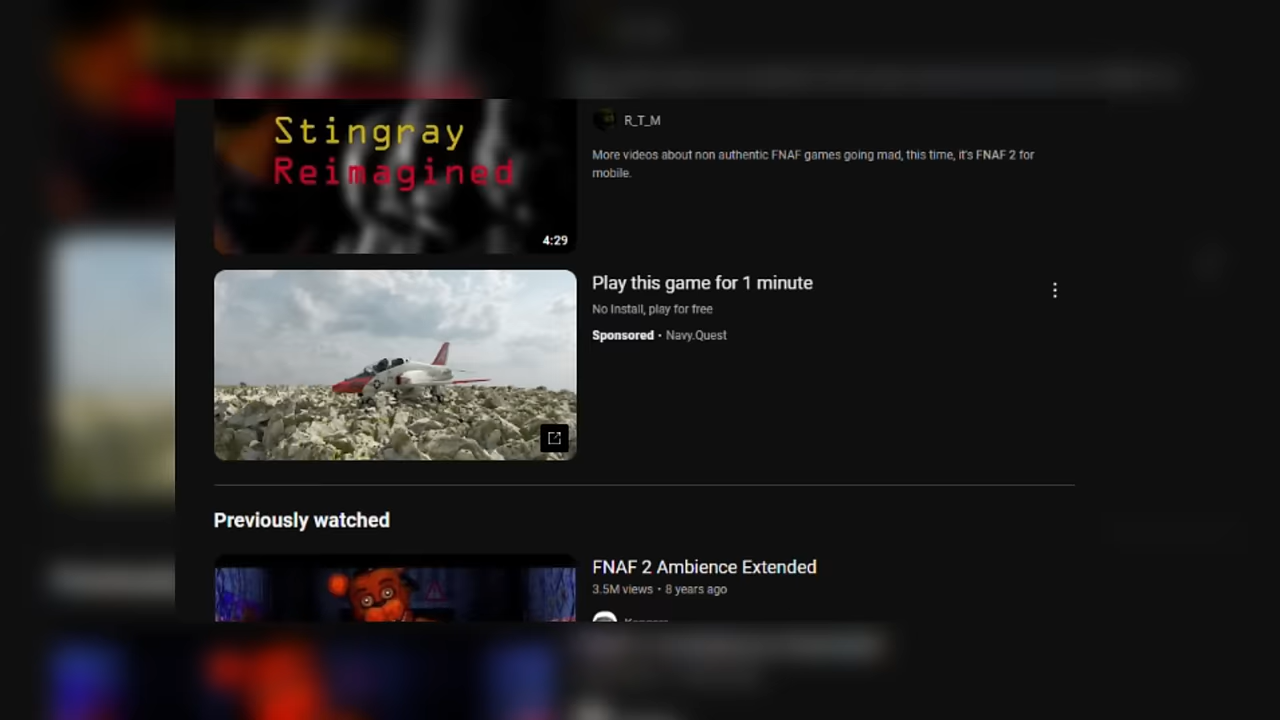 Stingray
Reimagined
4:29
R_T_M
More videos about non authentic FNAF games going mad, this time, it's FNAF 2 for
mobile.
Play this game for 1 minute
No Install, play for free
Sponsored • Navy.Quest
Previously watched
FNAF 2 Ambience Extended
3.5M views • 8 years ago